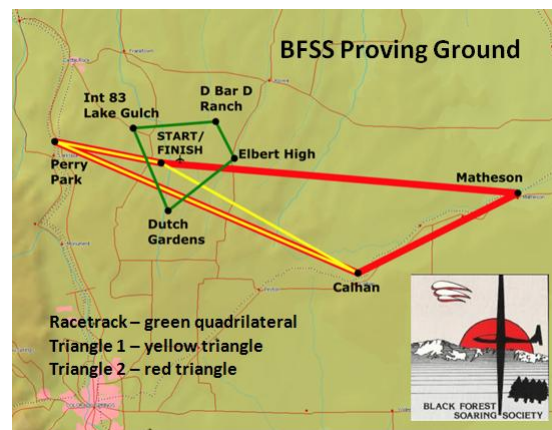 BFSS Proving Ground
Int 83
Lake Gulch
D Bar D
Ranch
START/
FINISH
Elbert High
Perry
Park
Matheson
Dutch
Gardens
Calhan
Racetrack – green quadrilateral
Triangle 1 – yellow triangle
Triangle 2 – red triangle
BLACK FOREST
SOARING SOCIETY